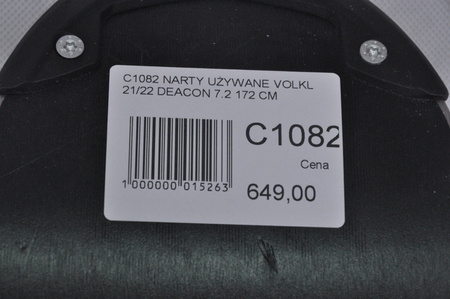 C1082 NARTY UŻYWANE VOLKL
21/22 DEACON 7.2 172 CM
C1082
Cena
1 000000 015263
649,00